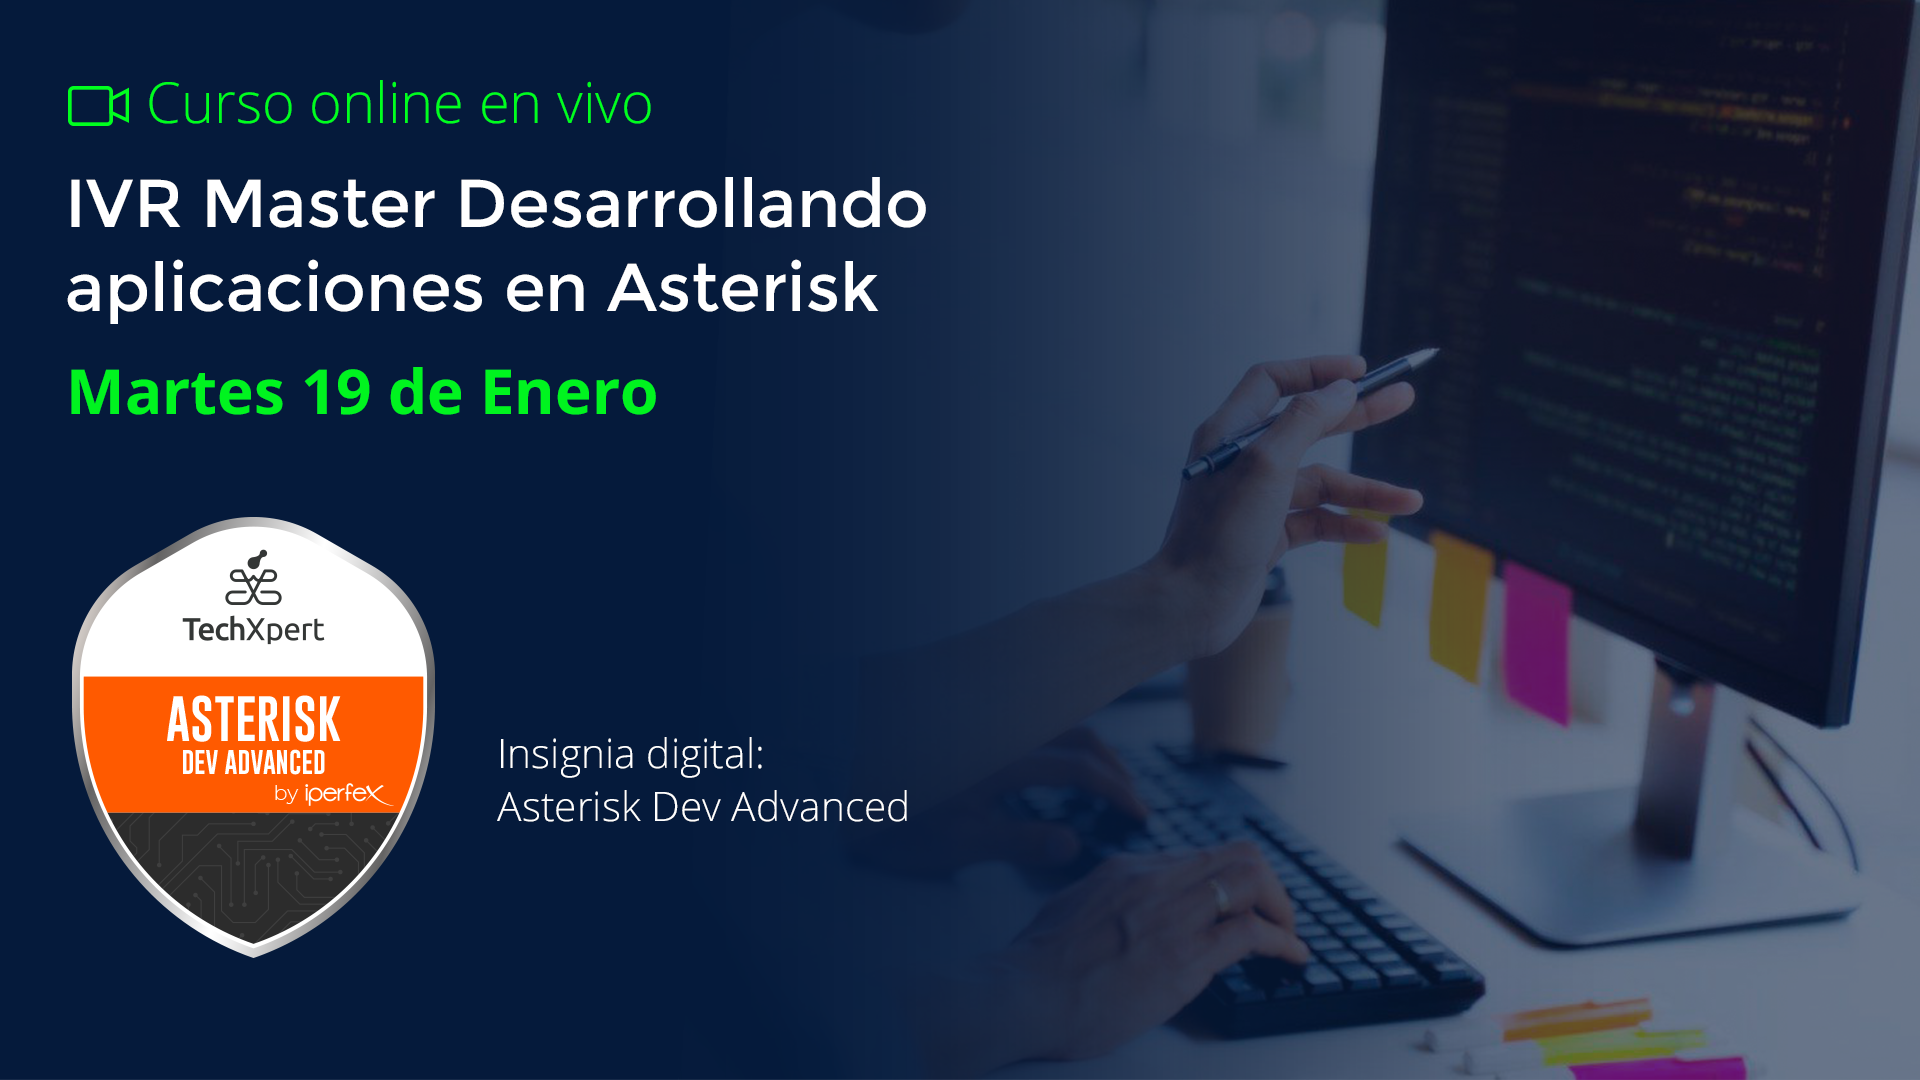 Curso online en vivo
IVR Master Desarrollando
aplicaciones en Asterisk
Martes 19 de Enero
TechXpert
ASTERISK
DEV ADVANCED
by iperfex
Insignia digital:
Asterisk Dev Advanced